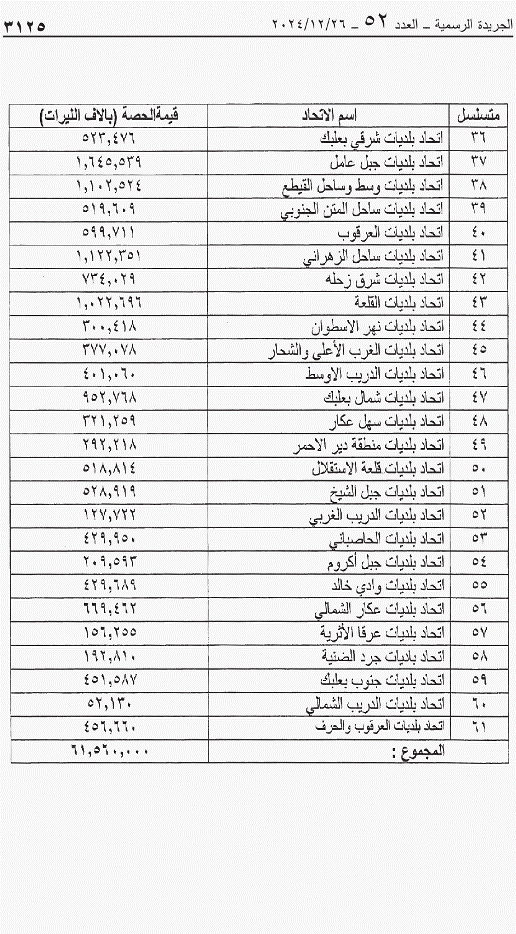 الجريدة الرسمية – العدد ٥٢ – ٢٠٢٤/١٢/٢٦ ٣١٢٥
متسلسل اسم الاتحاد قيمة الحصة (بالاف الليرات)
٣٦ اتحاد بلديات شرقي بعلبك ٥٢٣,٤٧٦
٣٧ اتحاد بلديات جبل عامل ١,٦٤٥,٥٣٩
٣٨ اتحاد بلديات وسط وساحل القيطع ١,١٠٢,٥٢٤
٣٩ اتحاد بلديات ساحل المتن الجنوبي ٥١٩,٦٠٩
٤٠ اتحاد بلديات العرقوب ٥٩٩,٧١١
٤١ اتحاد بلديات ساحل الزهراني ١,١٢٢,٣٥١
٤٢ اتحاد بلديات شرق زحله ٧٣٤,٠٢٩
٤٣ اتحاد بلديات القلعة ١,٠٢٢,٦٩٦
٤٤ اتحاد بلديات نهر الاسطوان ٣٠٠,٤١٨
٤٥ اتحاد بلديات الغرب الأعلى والشحار ٣٧٧,٠٧٨
٤٦ اتحاد بلديات الدريب الاوسط ٤٠١,٠٦٠
٤٧ اتحاد بلديات شمال بعلبك ٩٥٢,٧٦٨
٤٨ اتحاد بلديات سهل عكار ٣٢١,٢٥٩
٤٩ اتحاد بلديات منطقة دير الاحمر ٢٩٢,٢١٨
٥٠ اتحاد بلديات قلعة الاستقلال ٥١٨,٨١٤
٥١ اتحاد بلديات جبل الشيخ ٥٢٨,٩١٩
٥٢ اتحاد بلديات الدريب الغربي ١٢٧,٧٢٢
٥٣ اتحاد بلديات الحاصباني ٤٢٩,٩٥٠
٥٤ اتحاد بلديات جبل أكروم ٢٠٩,٥٩٣
٥٥ اتحاد بلديات وادي خالد ٤٢٩,٦٨٩
٥٦ اتحاد بلديات عكار الشمالي ٦٦٩,٤٦٢
٥٧ اتحاد بلديات عرقا الأثرية ١٥٦,٢٥٥
٥٨ اتحاد بلديات جرد الضنية ١٩٢,٨١٠
٥٩ اتحاد بلديات جنوب بعلبك ٤٥١,٥٨٧
٦٠ اتحاد بلديات الدريب الشمالي ٥٢,١٣٠
٦١ اتحاد بلديات العرقوب والحرف ٤٥٦,٦٦٠
المجموع : ٦١,٥٦٠,٠٠٠